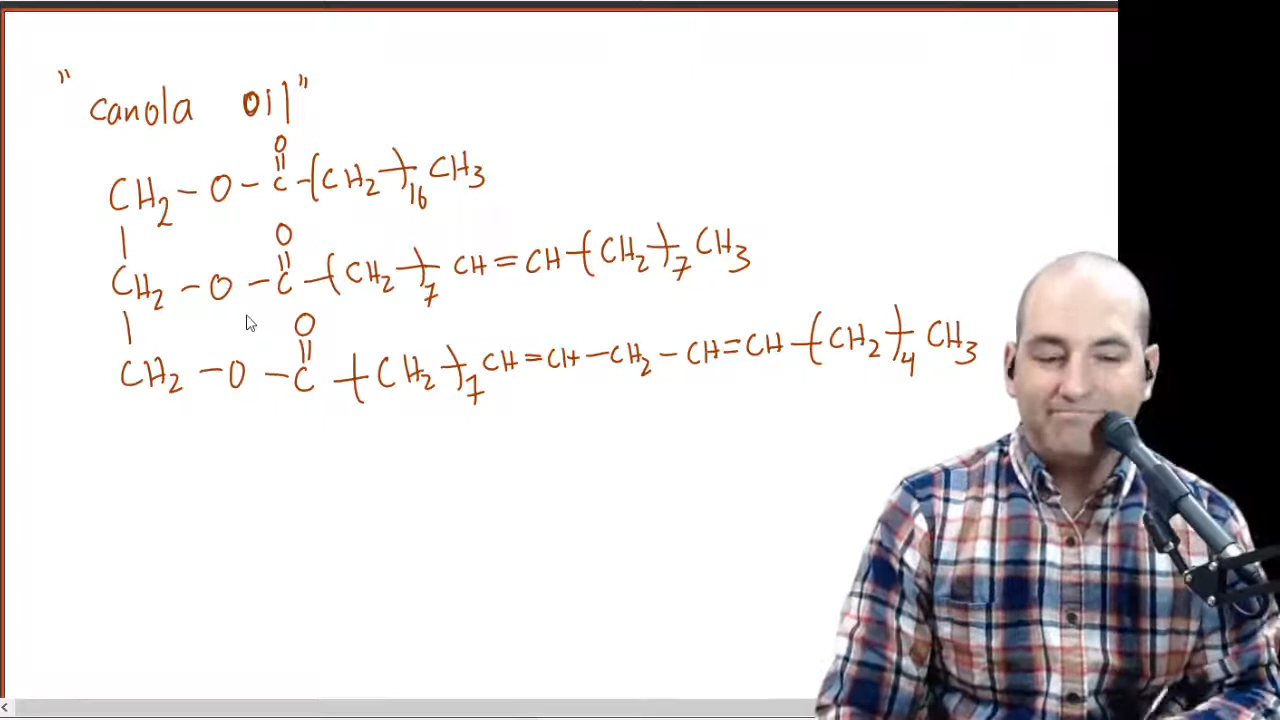 "canola oil"
O
CH2 - O - C -(CH2)16 CH3
O
CH2 - O - C -(CH2)7 CH = CH -(CH2)7 CH3
O
CH2 - O - C -(CH2)7 CH = CH - CH2 - CH = CH -(CH2)4 CH3